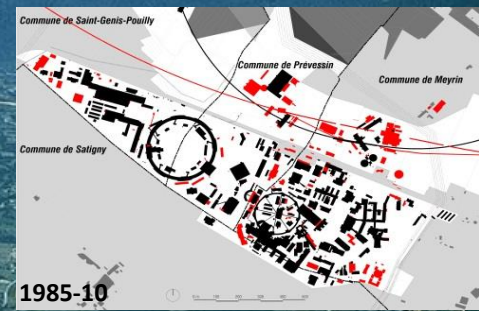 Commune de Saint-Genis-Pouilly
Commune de Prévessin
Commune de Meyrin
Commune de Satigny
1985-10